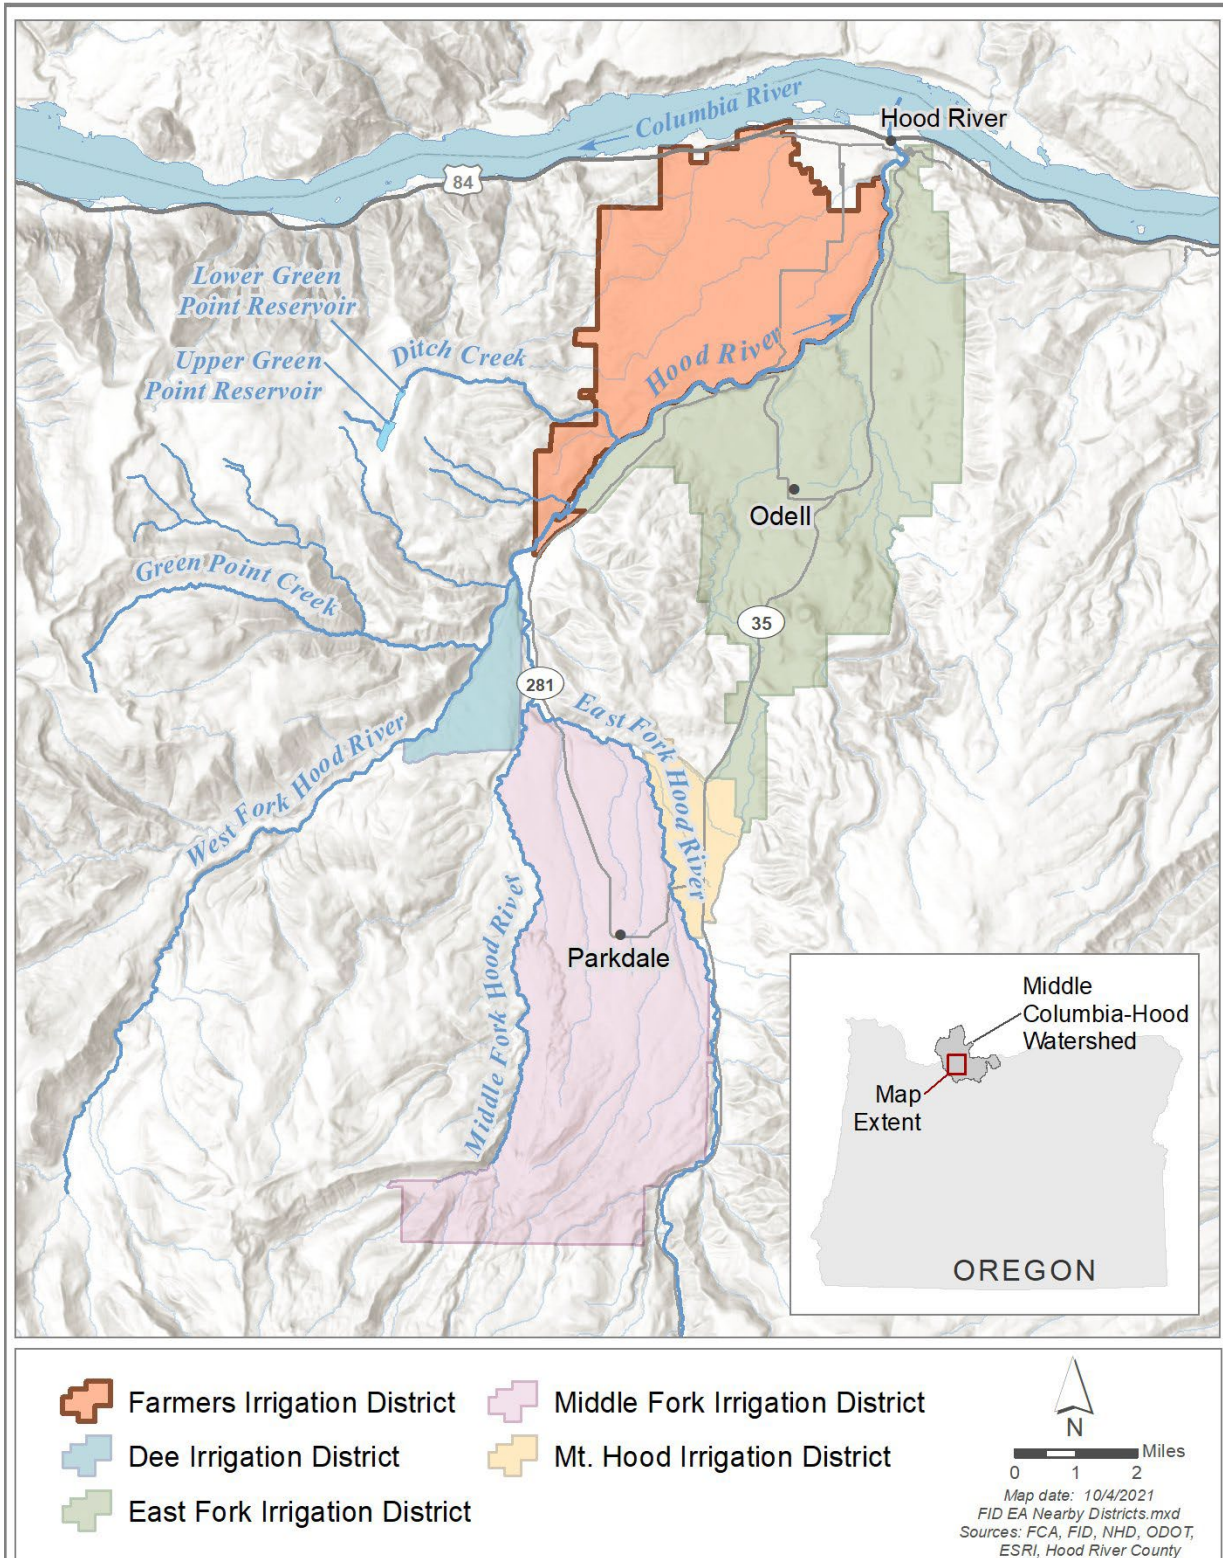 Columbia River
Hood River
84
Lower Green
Point Reservoir
Upper Green
Point Reservoir
Ditch Creek
Hood River
Odell
Green Point Creek
35
281
East Fork Hood River
West Fork Hood River
Middle Fork Hood River
Parkdale
Middle
Columbia-Hood
Watershed
Map
Extent
OREGON
Farmers Irrigation District
Dee Irrigation District
East Fork Irrigation District
Middle Fork Irrigation District
Mt. Hood Irrigation District
N
Miles
0 1 2
Map date: 10/4/2021
FID EA Nearby Districts.mxd
Sources: FCA, FID, NHD, ODOT,
ESRI, Hood River County